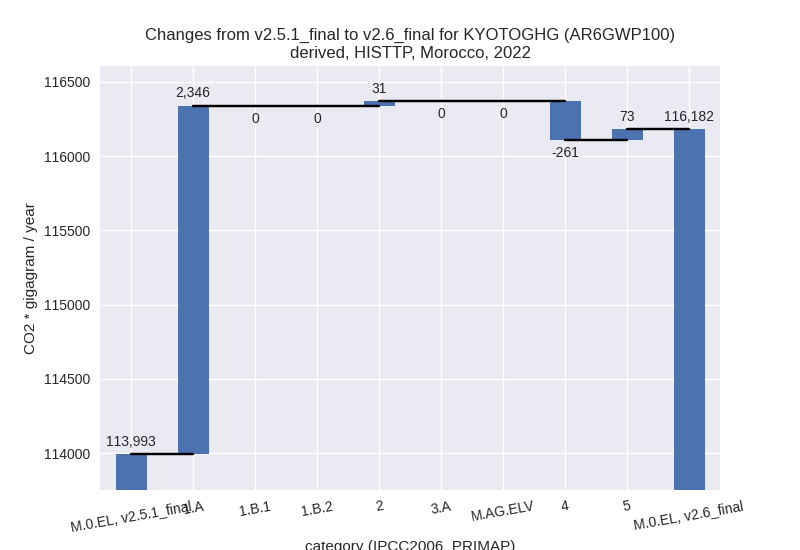 Changes from v2.5.1_final to v2.6_final for KYOTOGHG (AR6GWP100)
derived, HISTTP, Morocco, 2022
CO2 * gigagram / year
116500
116000
115500
115000
114500
114000
113,993
2,346
0
0
31
0
0
-261
73
116,182
M.0.EL, v2.5.1_final
1.A
1.B.1
1.B.2
2
3.A
M.AG.ELV
4
5
M.0.EL, v2.6_final
category (IPCC2006_PRIMAP)